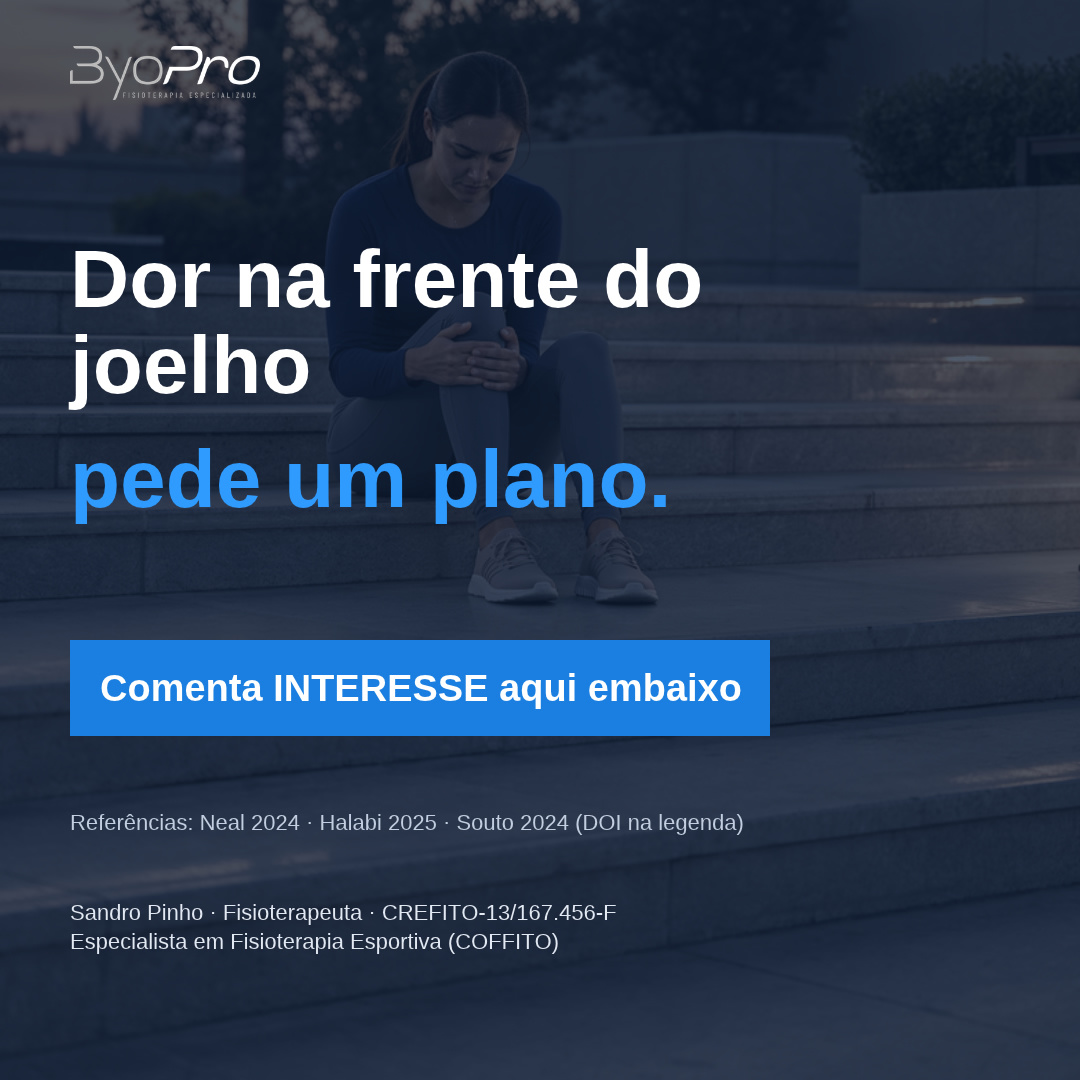 ByoPro
FISIOTERAPIA ESPECIALIZADA
Dor na frente do
joelho
pede um plano.
Comenta INTERESSE aqui embaixo
Referências: Neal 2024 · Halabi 2025 · Souto 2024 (DOI na legenda)
Sandro Pinho · Fisioterapeuta · CREFITO-13/167.456-F
Especialista em Fisioterapia Esportiva (COFFITO)